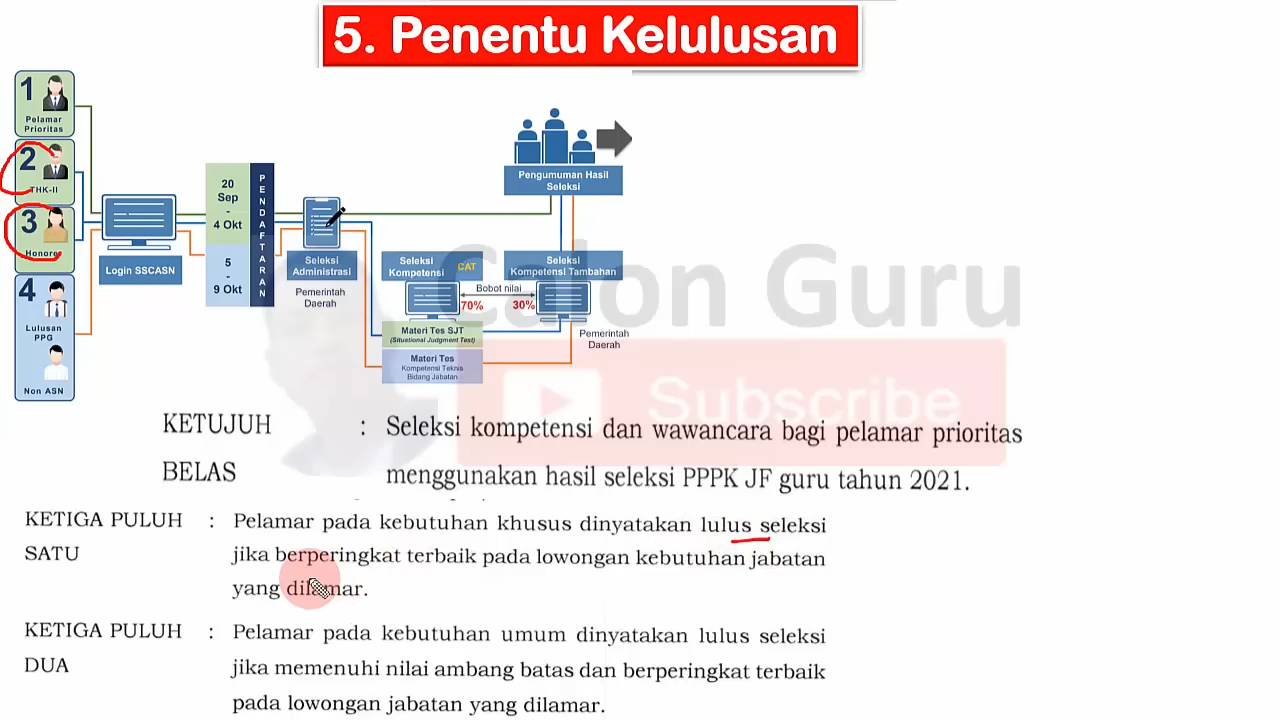 5. Penentu Kelulusan
1
Pelamar
Prioritas
2
THK-II
3
Honorer
4
Lulusan
PPG
Non ASN
Login SSCASN
20
Sep
-
4 Okt
5
-
9 Okt
PENDAFTARAN
Seleksi
Administrasi
Pemerintah
Daerah
Seleksi
Kompetensi
CAT
Bobot nilai
70%
30%
Materi Tes SJT
(Situational Judgment Test)
Materi Tes
Kompetensi Teknis
Bidang Jabatan
Seleksi
Kompetensi Tambahan
Pemerintah
Daerah
Pengumuman Hasil
Seleksi
Calon Guru
Subscribe
KETUJUH : Seleksi kompetensi dan wawancara bagi pelamar prioritas
BELAS menggunakan hasil seleksi PPPK JF guru tahun 2021.
KETIGA PULUH : Pelamar pada kebutuhan khusus dinyatakan lulus seleksi
SATU jika berperingkat terbaik pada lowongan kebutuhan jabatan
yang dilamar.
KETIGA PULUH : Pelamar pada kebutuhan umum dinyatakan lulus seleksi
DUA jika memenuhi nilai ambang batas dan berperingkat terbaik
pada lowongan jabatan yang dilamar.